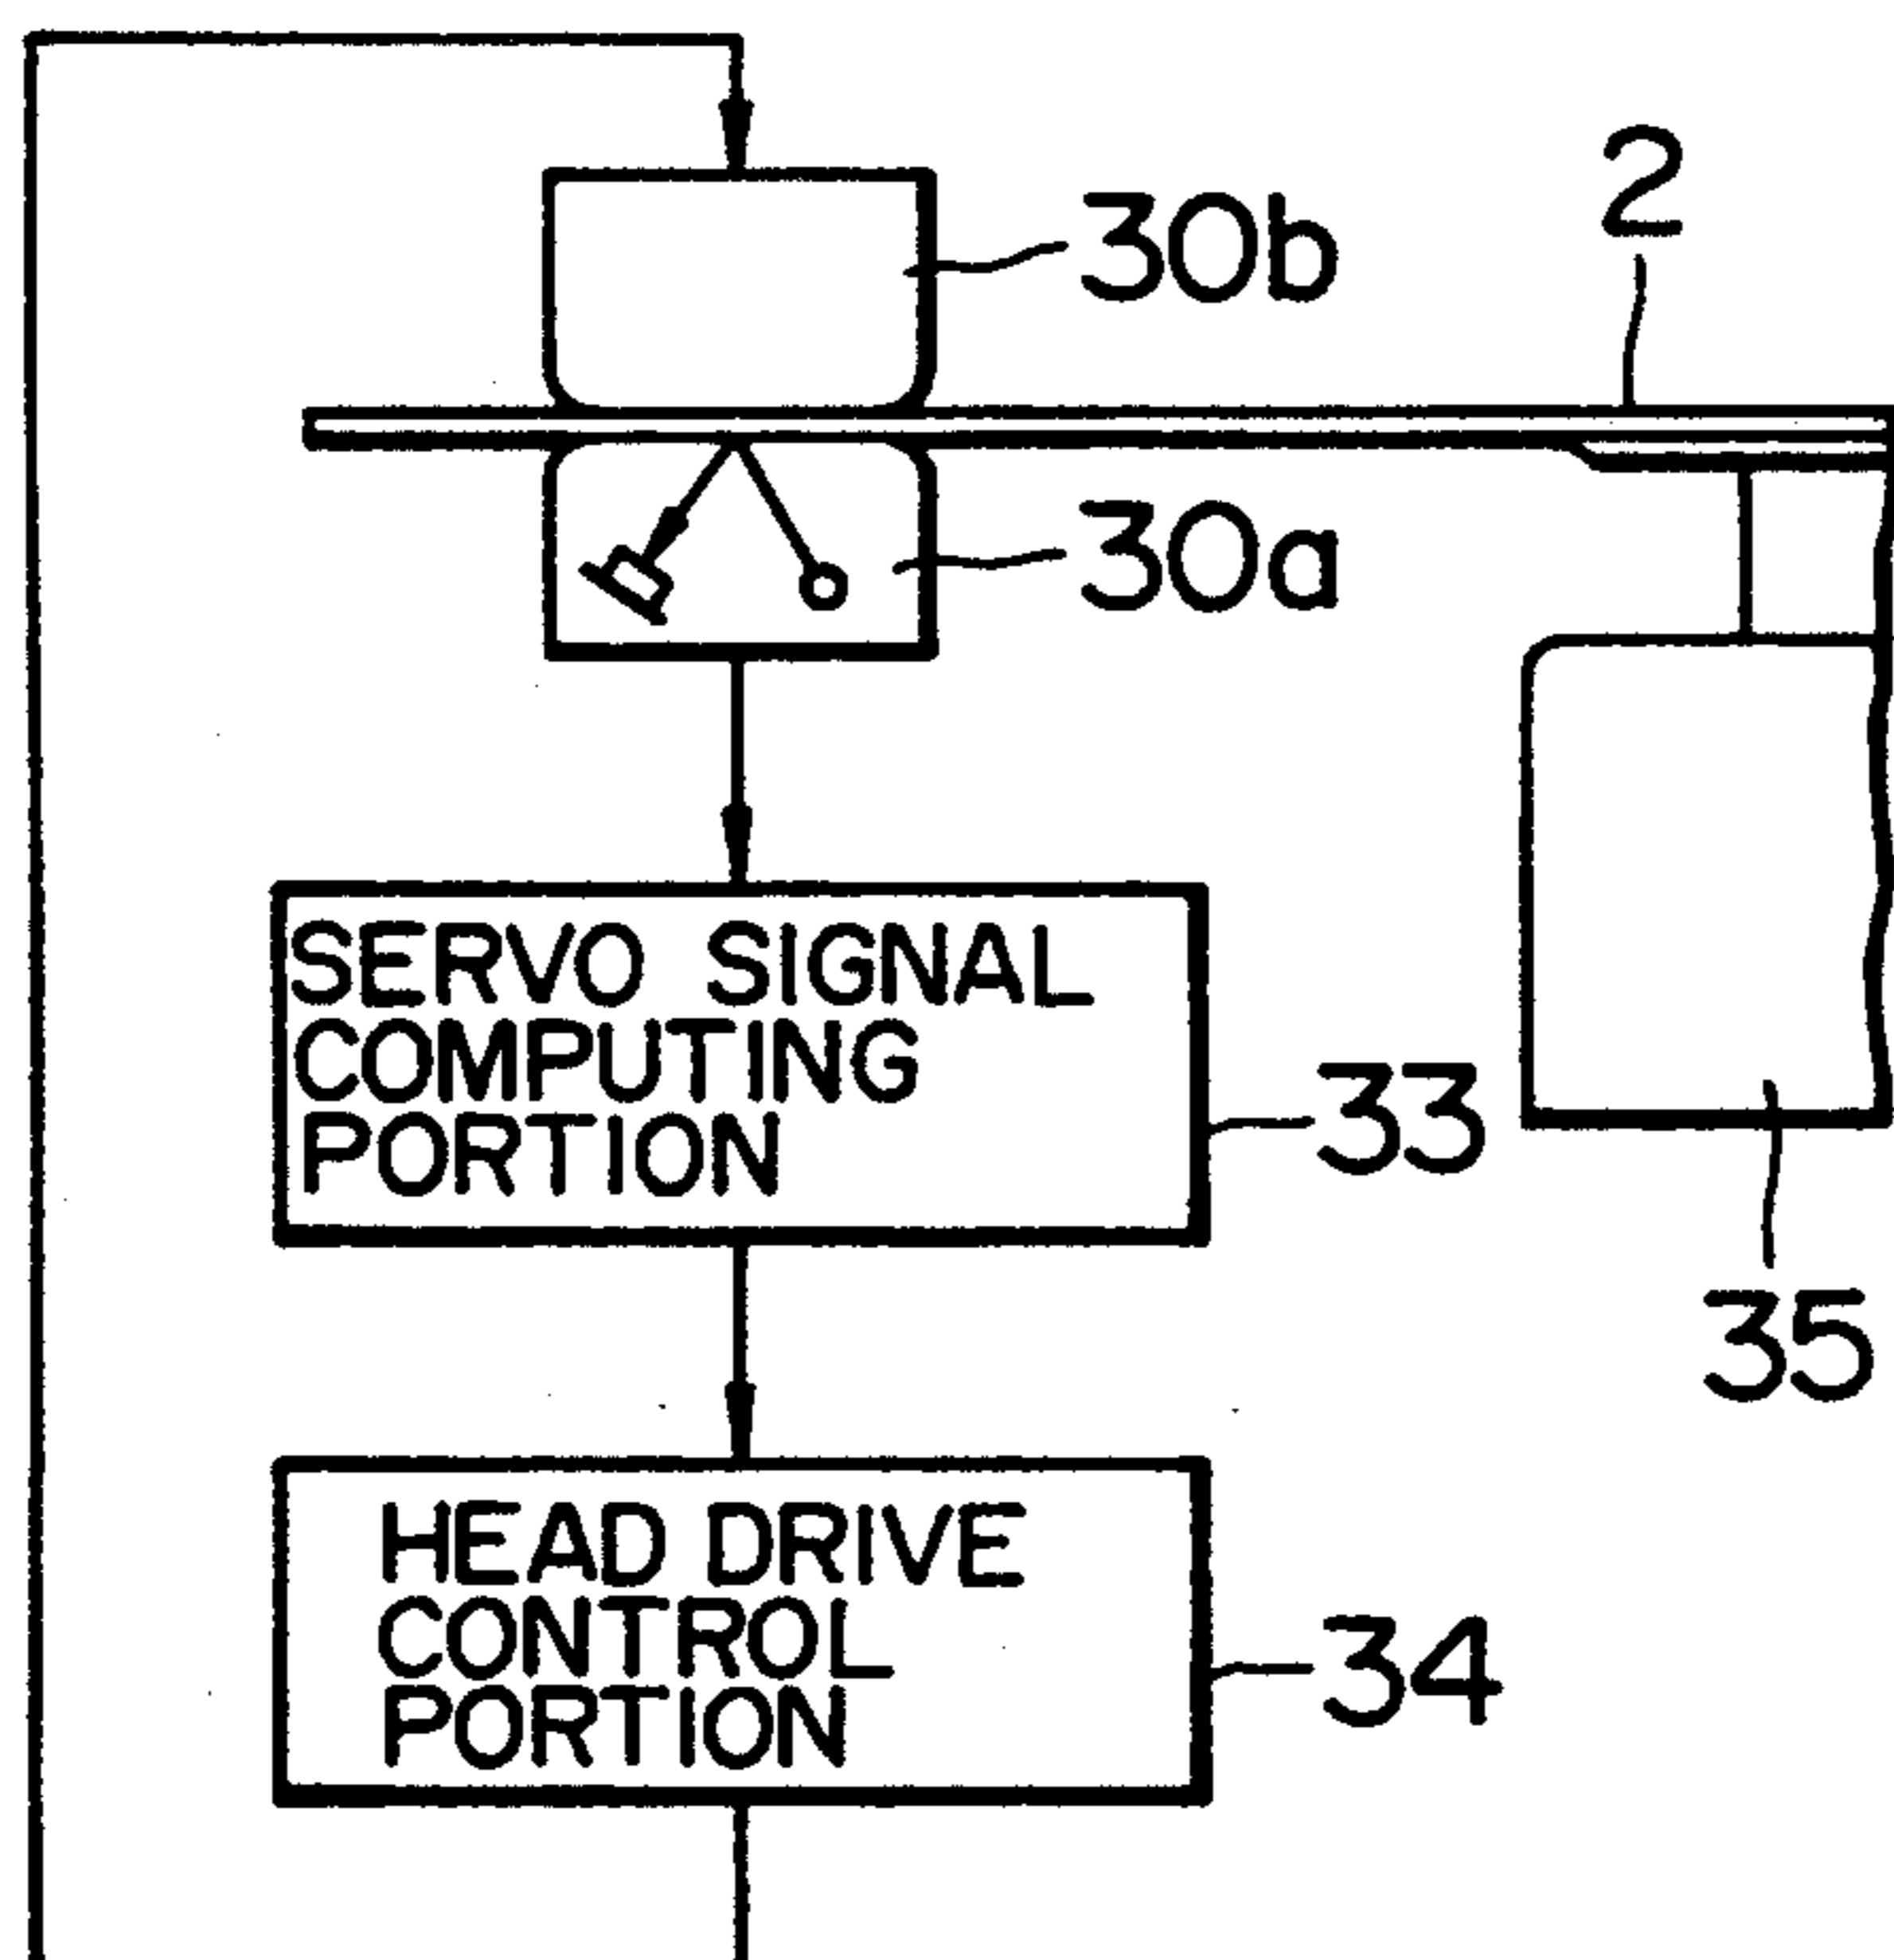 2
30b
30a
SERVO SIGNAL
COMPUTING
PORTION
33
35
HEAD DRIVE
CONTROL
PORTION
34